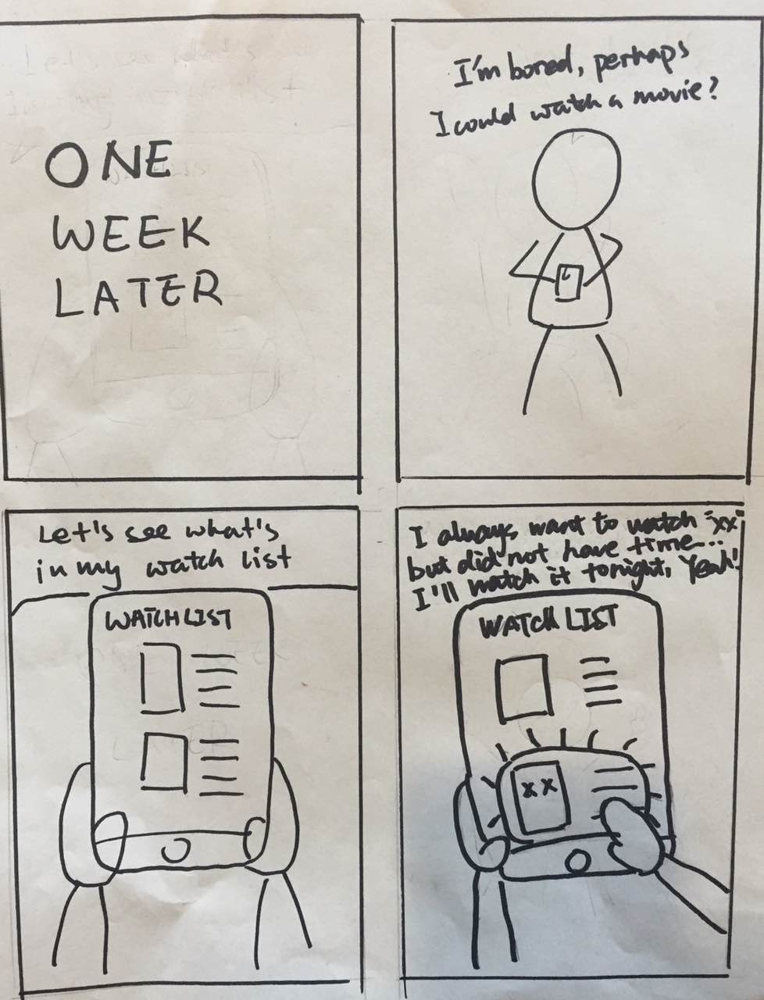 ONE
WEEK
LATER
I'm bored, perhaps
I could watch a movie?
Let's see what's
in my watch list
WATCHLIST
I always want to watch "xx"
but did not have time...
I'll watch it tonight, Yeah!
WATCH LIST
xx